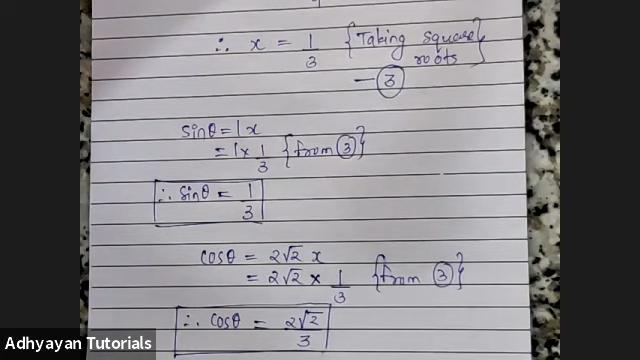 ∴ x = 1/3 {Taking square roots} — ③
sinθ = 1x
= 1 × 1/3 {from ③}
∴ sinθ = 1/3
cosθ = 2√2 x
= 2√2 × 1/3 {from ③}
∴ cosθ = 2√2/3
Adhyayan Tutorials